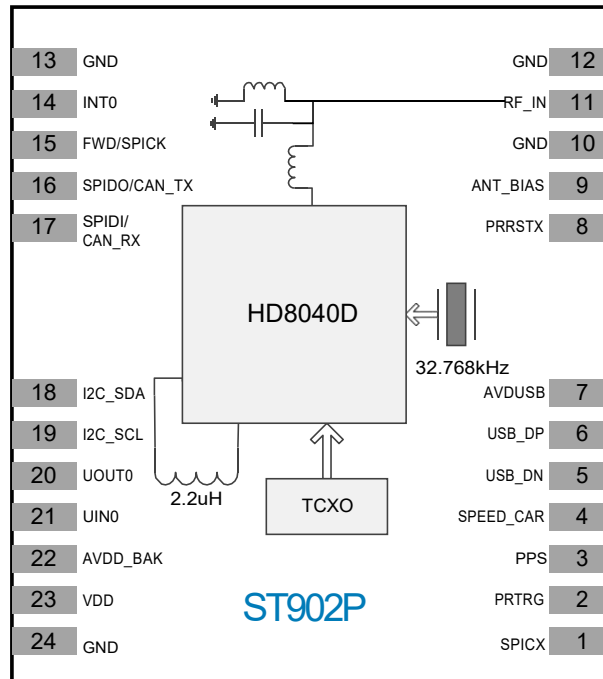 13 GND
14 INT0
15 FWD/SPICK
16 SPIDO/CAN_TX
17 SPIDI/
CAN_RX
18 I2C_SDA
19 I2C_SCL
20 UOUT0
21 UIN0
22 AVDD_BAK
23 VDD
24 GND
HD8040D
32.768kHz
2.2uH
TCXO
ST902P
GND 12
RF_IN 11
GND 10
ANT_BIAS 9
PRRSTX 8
AVDUSB 7
USB_DP 6
USB_DN 5
SPEED_CAR 4
PPS 3
PRTRG 2
SPICX 1